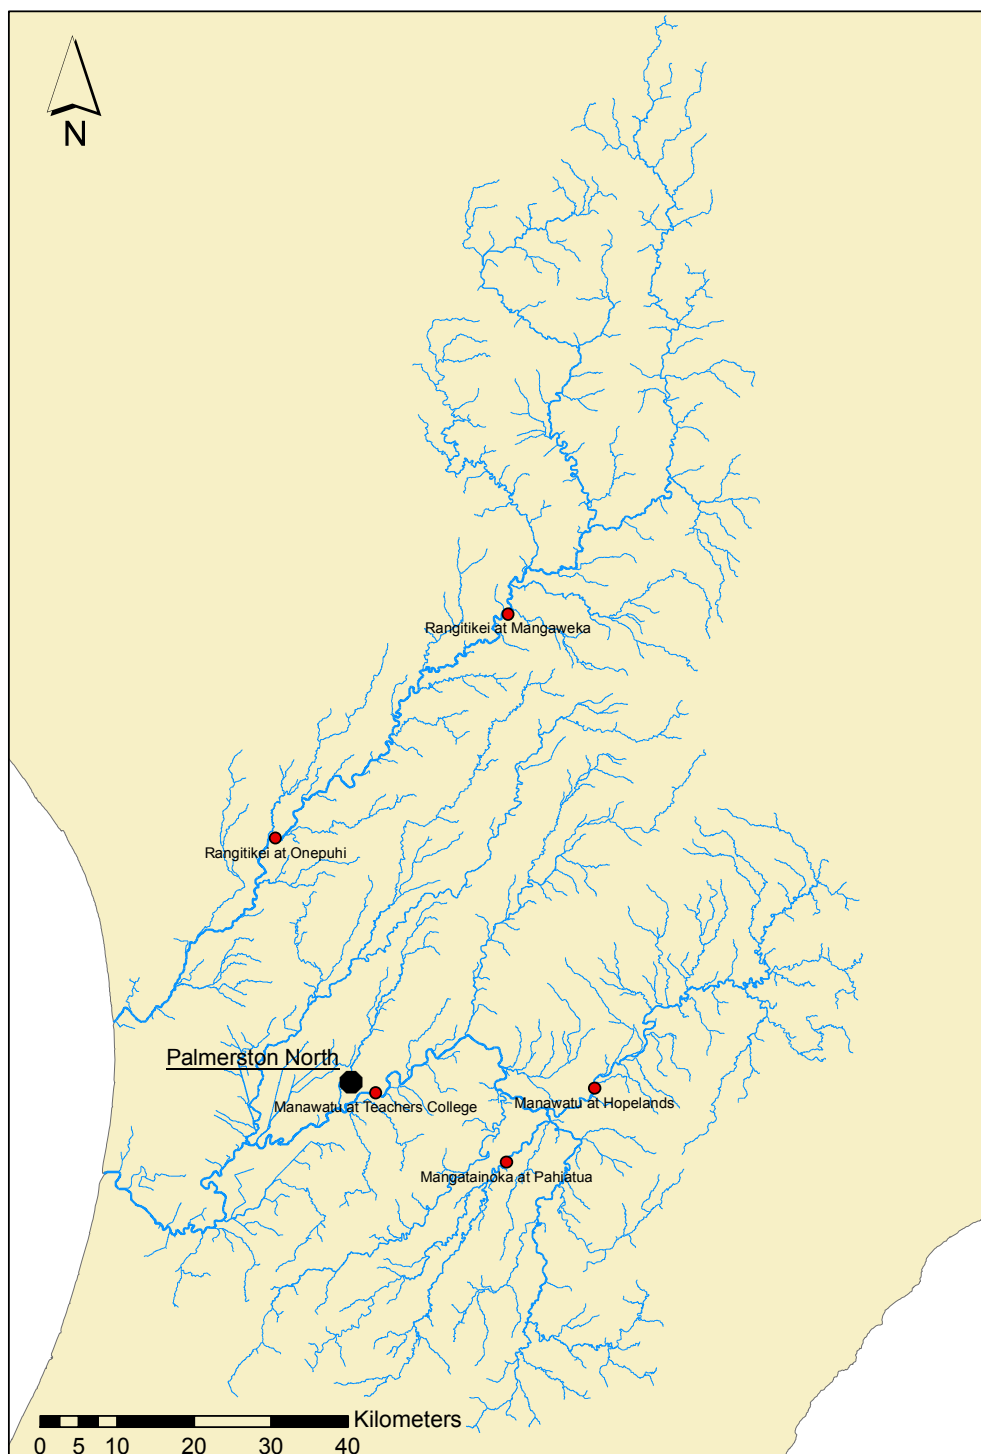 N
Rangitikei at Mangaweka
Rangitikei at Onepuhi
Palmerston North
Manawatu at Teachers College
Manawatu at Hopelands
Mangatainoka at Pahiatua
Kilometers
0 5 10 20 30 40